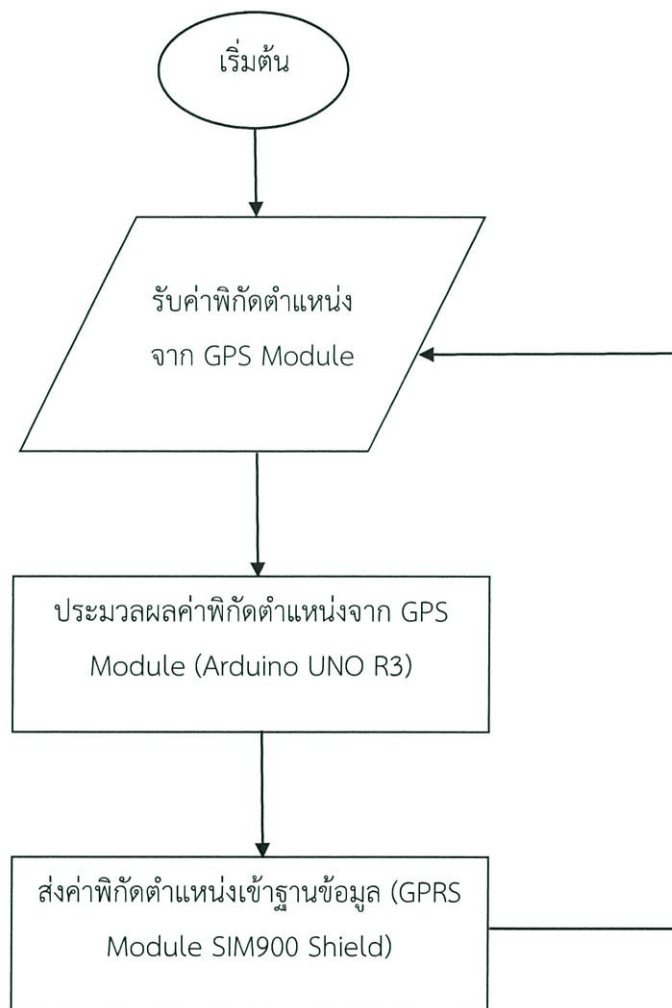 เริ่มต้น
รับค่าพิกัดตำแหน่ง
จาก GPS Module
ประมวลผลค่าพิกัดตำแหน่งจาก GPS
Module (Arduino UNO R3)
ส่งค่าพิกัดตำแหน่งเข้าฐานข้อมูล (GPRS
Module SIM900 Shield)